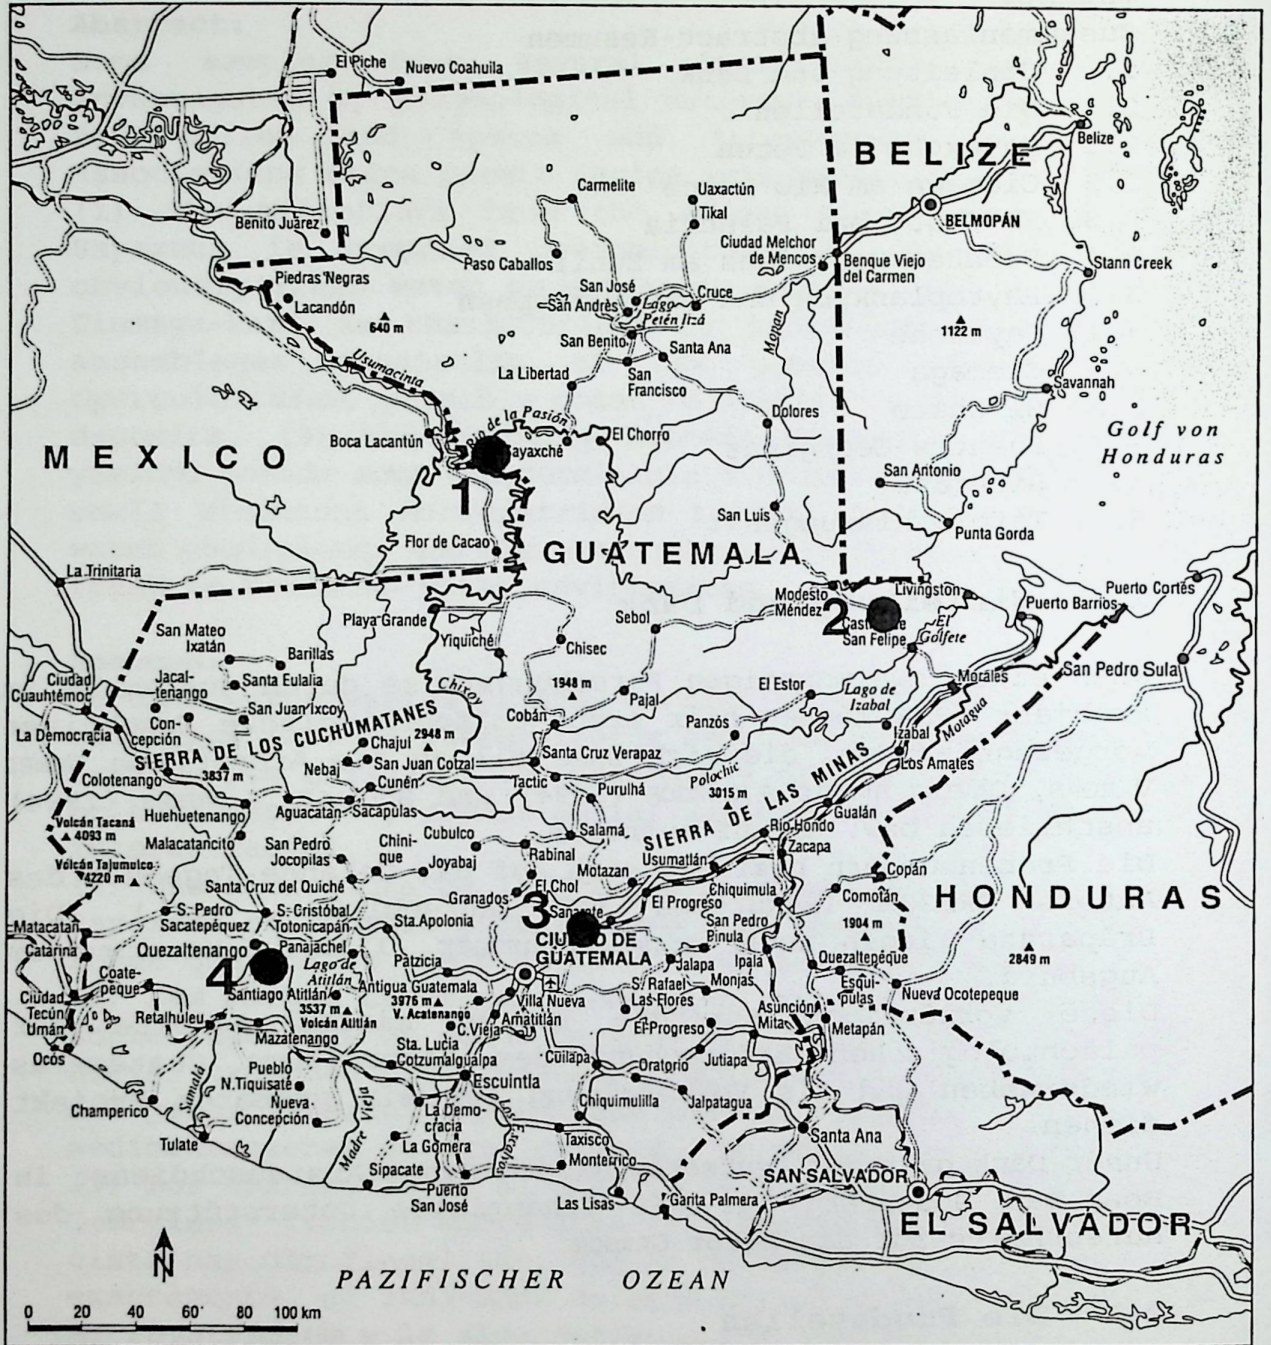 El Piche
Nuevo Coahuila
BELIZE
Belize
Carmelite
Uaxactún
Tikal
BELMOPÁN
Benito Juárez
Paso Caballos
Ciudad Melchor
de Mencos
Benque Viejo
del Carmen
Stann Creek
Piedras Negras
Lacandón
640 m
San José
San Andrès
Lago
Petén Itzá
Cruce
1122 m
San Benito
Santa Ana
Mopan
Usumacinta
La Libertad
San
Francisco
Savannah
Dolores
Golf von
Honduras
MEXICO
Boca Lacantún
Rio de la Pasión
ayaxché
El Chorro
San Antonio
1
San Luis
Punta Gorda
Flor de Cacao
GUATEMALA
La Trinitaria
Modesto
Méndez
2
Livingston
Puerto Barrios
Puerto Cortés
Playa Grande
Sebol
San Felipe
El
Golfete
San Mateo
Ixatán
Barillas
Yiquiché
Chisec
San Pedro Sula
Ciudad
Cuauhtémoc
Jacal-
tenango
Santa Eulalia
Chixoy
1948 m
Pajal
El Estor
Lago de
Izabal
Morales
San Juan Ixcoy
Con-
cepción
La Democracia
Cobán
Panzós
Izabal
Motagua
SIERRA DE LOS CUCHUMATANES
Chajul
2948 m
Santa Cruz Verapaz
Los Amates
3837 m
Nebaj
San Juan Cotzal
Colotenango
Cunén
Tactic
Purulhá
Polochic
3015 m
SIERRA DE LAS MINAS
Huehuetenango
Aguacatán
Sacapulas
Gualán
Volcán Tacaná
4093 m
Malacatancito
San Pedro
Jocopilas
Chini-
que
Cubulco
Joyabaj
Salamá
Rabinal
Rio Hondo
Zacapa
Volcán Tajumulco
4220 m
Usumatlán
Motazan
Copán
Santa Cruz del Quiché
Granados
El Chol
Chiquimula
Comotán
HONDURAS
3
El Progreso
S. Pedro
Sacatepéquez
S. Cristóbal
Totonicapán
Sta. Apolonia
San Pedro
Pinula
1904 m
Matacatan
Catarina
Quezaltenango
Panajachel
CIUDAD DE
GUATEMALA
Ipala
Quezaltepéque
2849 m
4
Lago de
Atitlán
Patzicia
Jalapa
Coate-
peque
Antigua Guatemala
S. Rafael
Las Flores
Monjas
Esqui-
pulas
Nueva Ocotepeque
Santiago Atitlán
3976 m
V. Acatenango
Villa Nueva
Ciudad
Tecún
Umán
Retalhuleu
3537 m
Volcán Atitlán
Asunción
Mita
Amatitlán
C.Vieja
El Progreso
Metapán
Mazatenango
Ocós
Sta. Lucia
Cotzumalguapa
Cuilapa
Oratorio
Jutiapa
Pueblo
N.Tiquisate
Escuintla
Samalá
Nueva
Concepción
Champerico
La Demo-
cracia
Chiquimulilla
Jalpatagua
Tulate
Madre Vieja
La Gomera
Los Esclavos
Taxisco
Santa Ana
Sipacate
Monterrico
Puerto
San José
Las Lisas
Garita Palmera
SAN SALVADOR
EL SALVADOR
N
PAZIFISCHER OZEAN
0 20 40 60 80 100 km